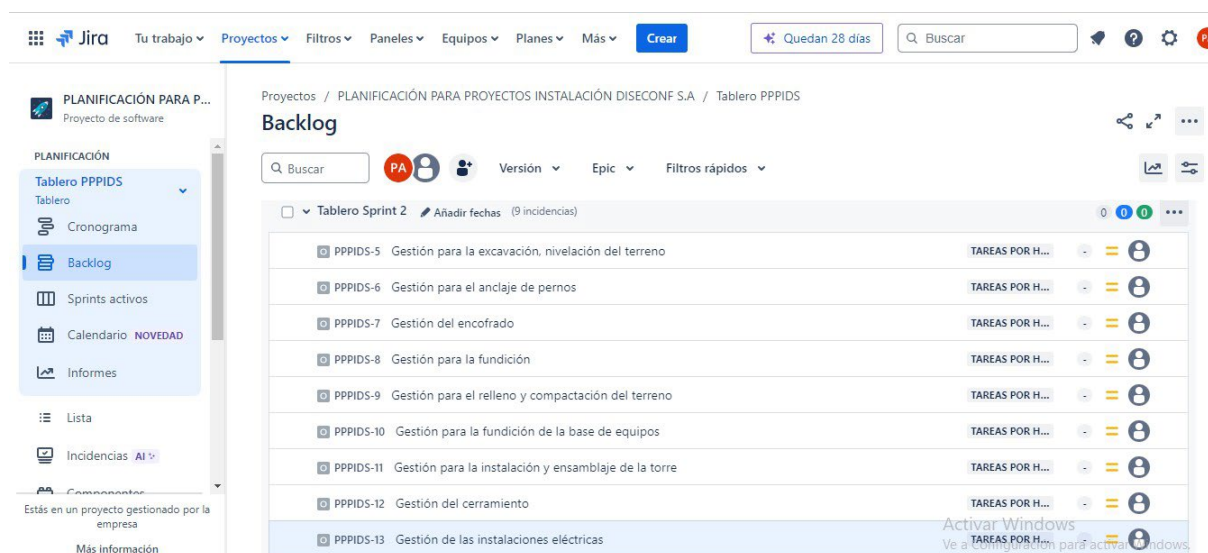 Jira Tu trabajo Proyectos Filtros Paneles Equipos Planes Más Crear Quedan 28 días Buscar
PLANIFICACIÓN PARA P...
Proyecto de software
PLANIFICACIÓN
Tablero PPPIDS
Tablero
Cronograma
Backlog
Sprints activos
Calendario NOVEDAD
Informes
Lista
Incidencias AI
Componentes
Estás en un proyecto gestionado por la
empresa
Más información
Proyectos / PLANIFICACIÓN PARA PROYECTOS INSTALACIÓN DISECONF S.A / Tablero PPPIDS
Backlog
Buscar PA Versión Epic Filtros rápidos
Tablero Sprint 2 Añadir fechas (9 incidencias) 0 0 0
PPPIDS-5 Gestión para la excavación, nivelación del terreno TAREAS POR H... -
PPPIDS-6 Gestión para el anclaje de pernos TAREAS POR H... -
PPPIDS-7 Gestión del encofrado TAREAS POR H... -
PPPIDS-8 Gestión para la fundición TAREAS POR H... -
PPPIDS-9 Gestión para el relleno y compactación del terreno TAREAS POR H... -
PPPIDS-10 Gestión para la fundición de la base de equipos TAREAS POR H... -
PPPIDS-11 Gestión para la instalación y ensamblaje de la torre TAREAS POR H... -
PPPIDS-12 Gestión del cerramiento TAREAS POR H... -
PPPIDS-13 Gestión de las instalaciones eléctricas TAREAS POR H... -
Activar Windows
Ve a Configuración para activar Windows.